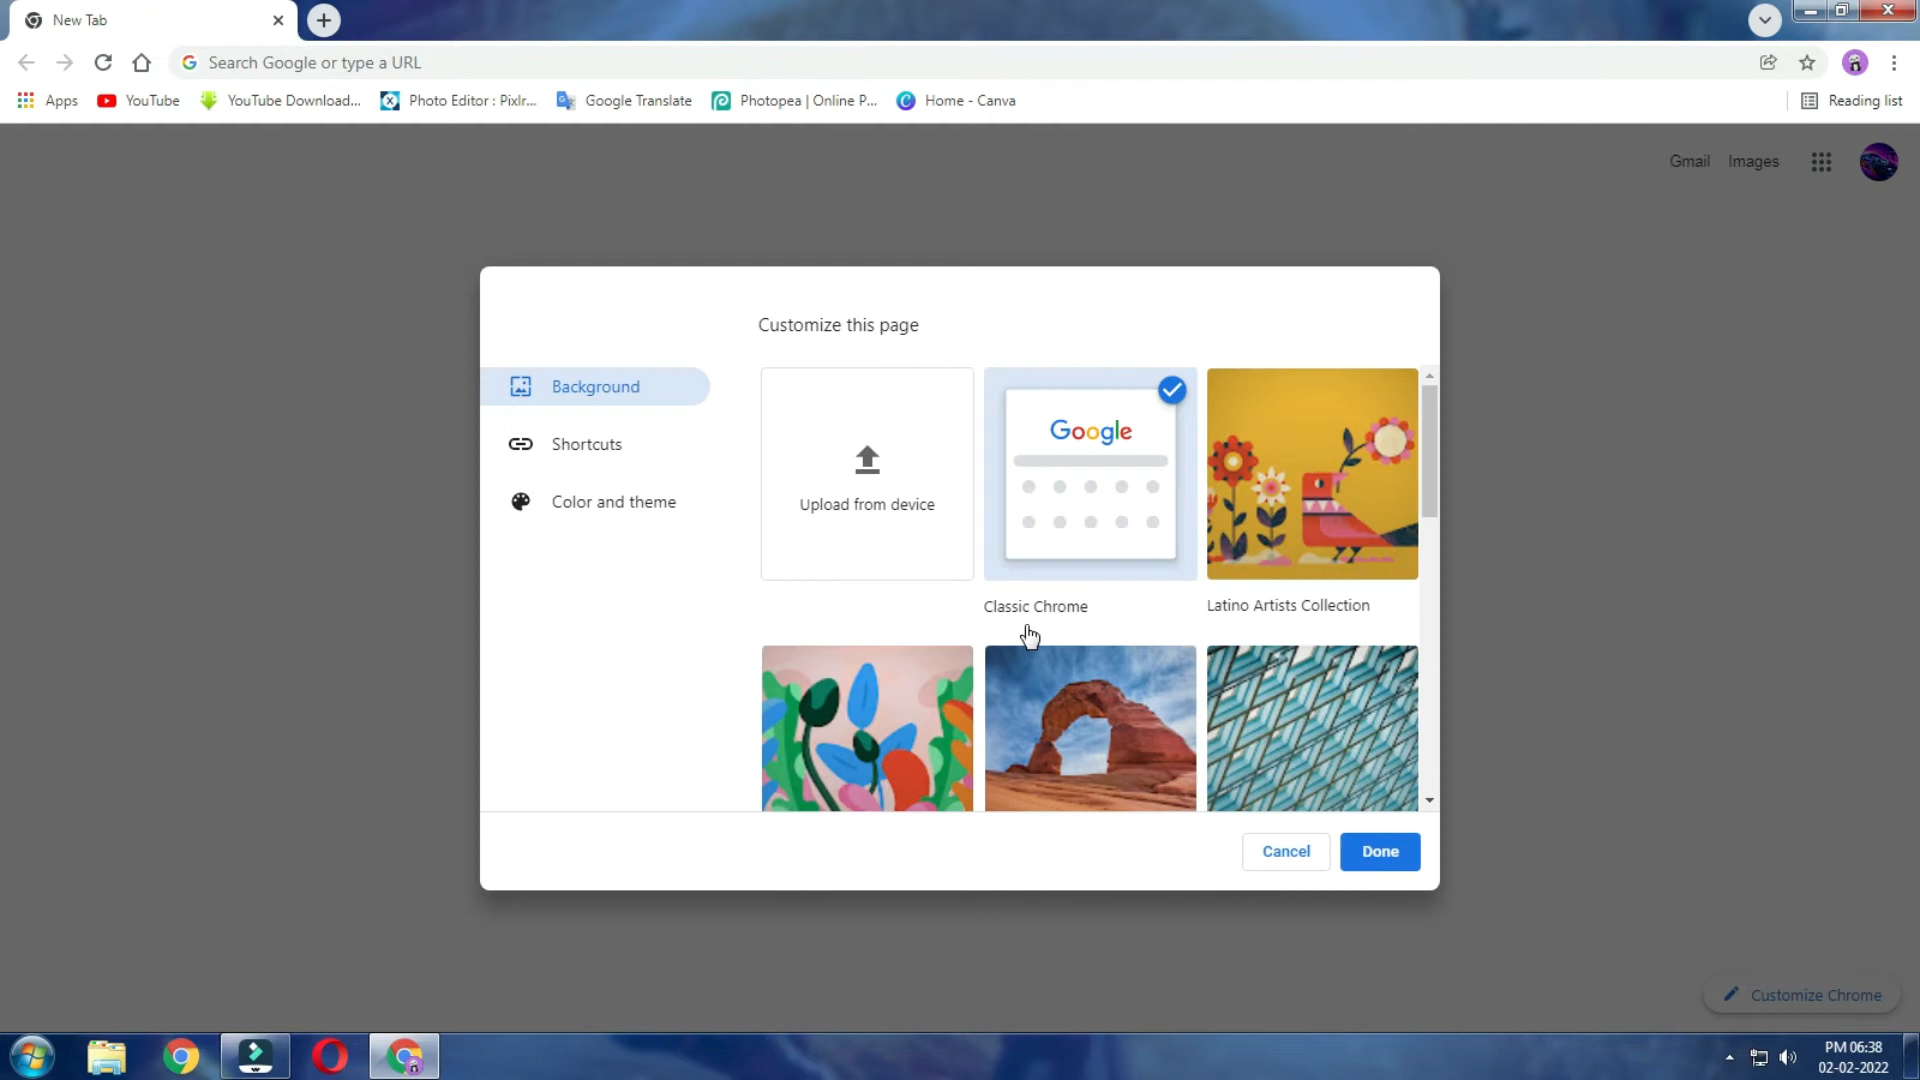 New Tab
Search Google or type a URL
Apps YouTube YouTube Download... Photo Editor : Pixlr... Google Translate Photopea | Online P... Home - Canva Reading list
Gmail Images
Customize this page
Background
Shortcuts
Color and theme
Google
Upload from device
Classic Chrome
Latino Artists Collection
Cancel Done
Customize Chrome
PM 06:38
02-02-2022